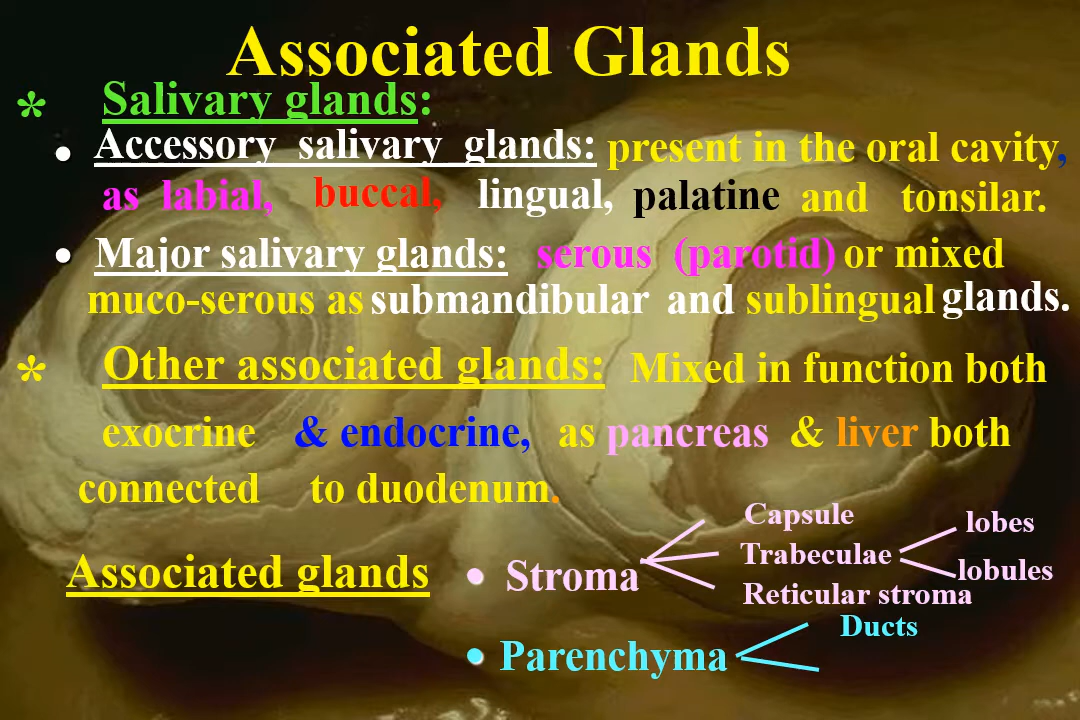 Associated Glands
* Salivary glands:
• Accessory salivary glands: present in the oral cavity,
as labial, buccal, lingual, palatine and tonsilar.
• Major salivary glands: serous (parotid) or mixed
muco-serous as submandibular and sublingual glands.
* Other associated glands: Mixed in function both
exocrine & endocrine, as pancreas & liver both
connected to duodenum.
Associated glands
• Stroma
Capsule
Trabeculae
lobes
lobules
Reticular stroma
• Parenchyma
Ducts